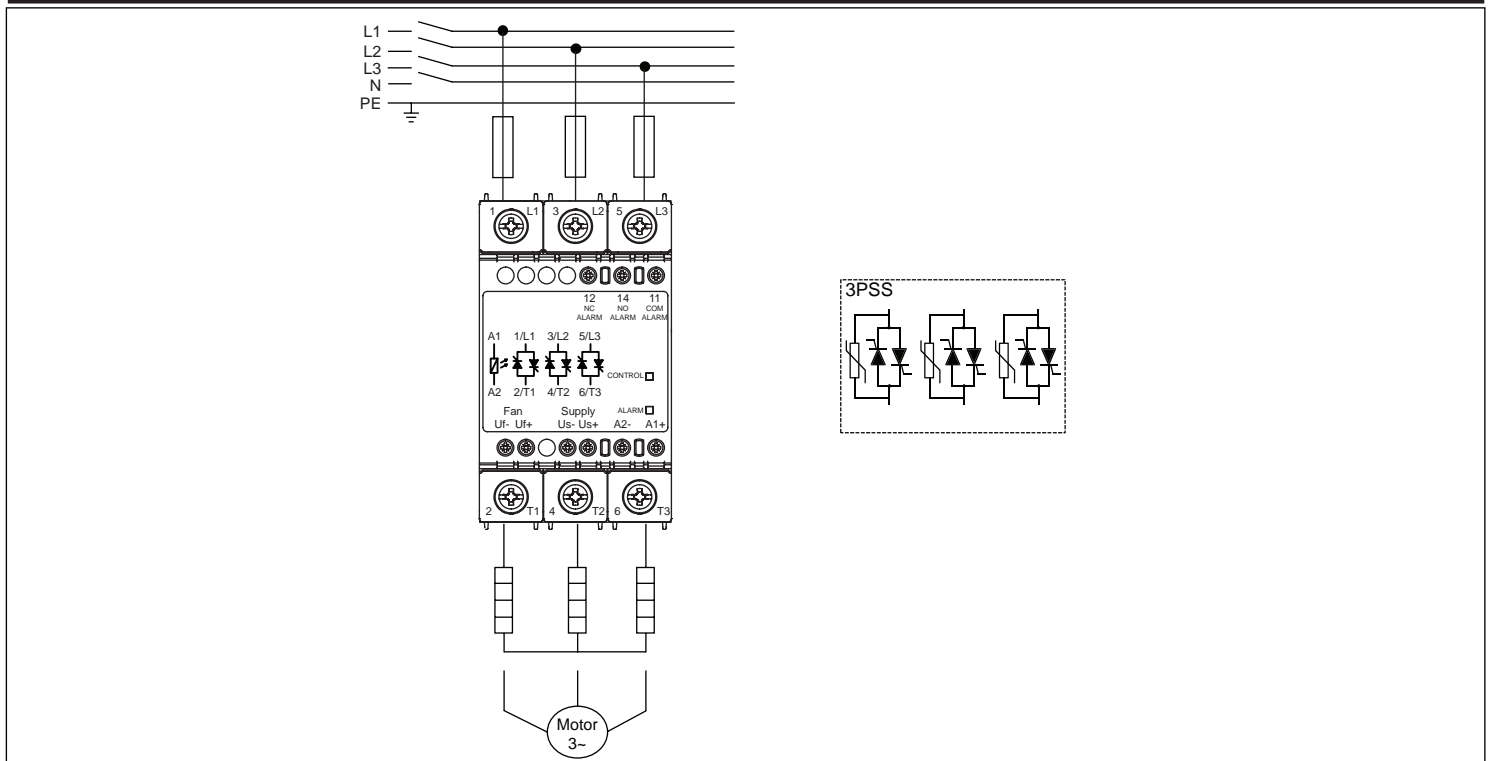 L1
L2
L3
N
PE
1 L1 3 L2 5 L3
12 14 11
NC NO COM
ALARM ALARM ALARM
A1 1/L1 3/L2 5/L3
CONTROL
A2 2/T1 4/T2 6/T3
Fan Supply ALARM
Uf- Uf+ Us- Us+ A2- A1+
2 T1 4 T2 6 T3
Motor
3~
3PSS